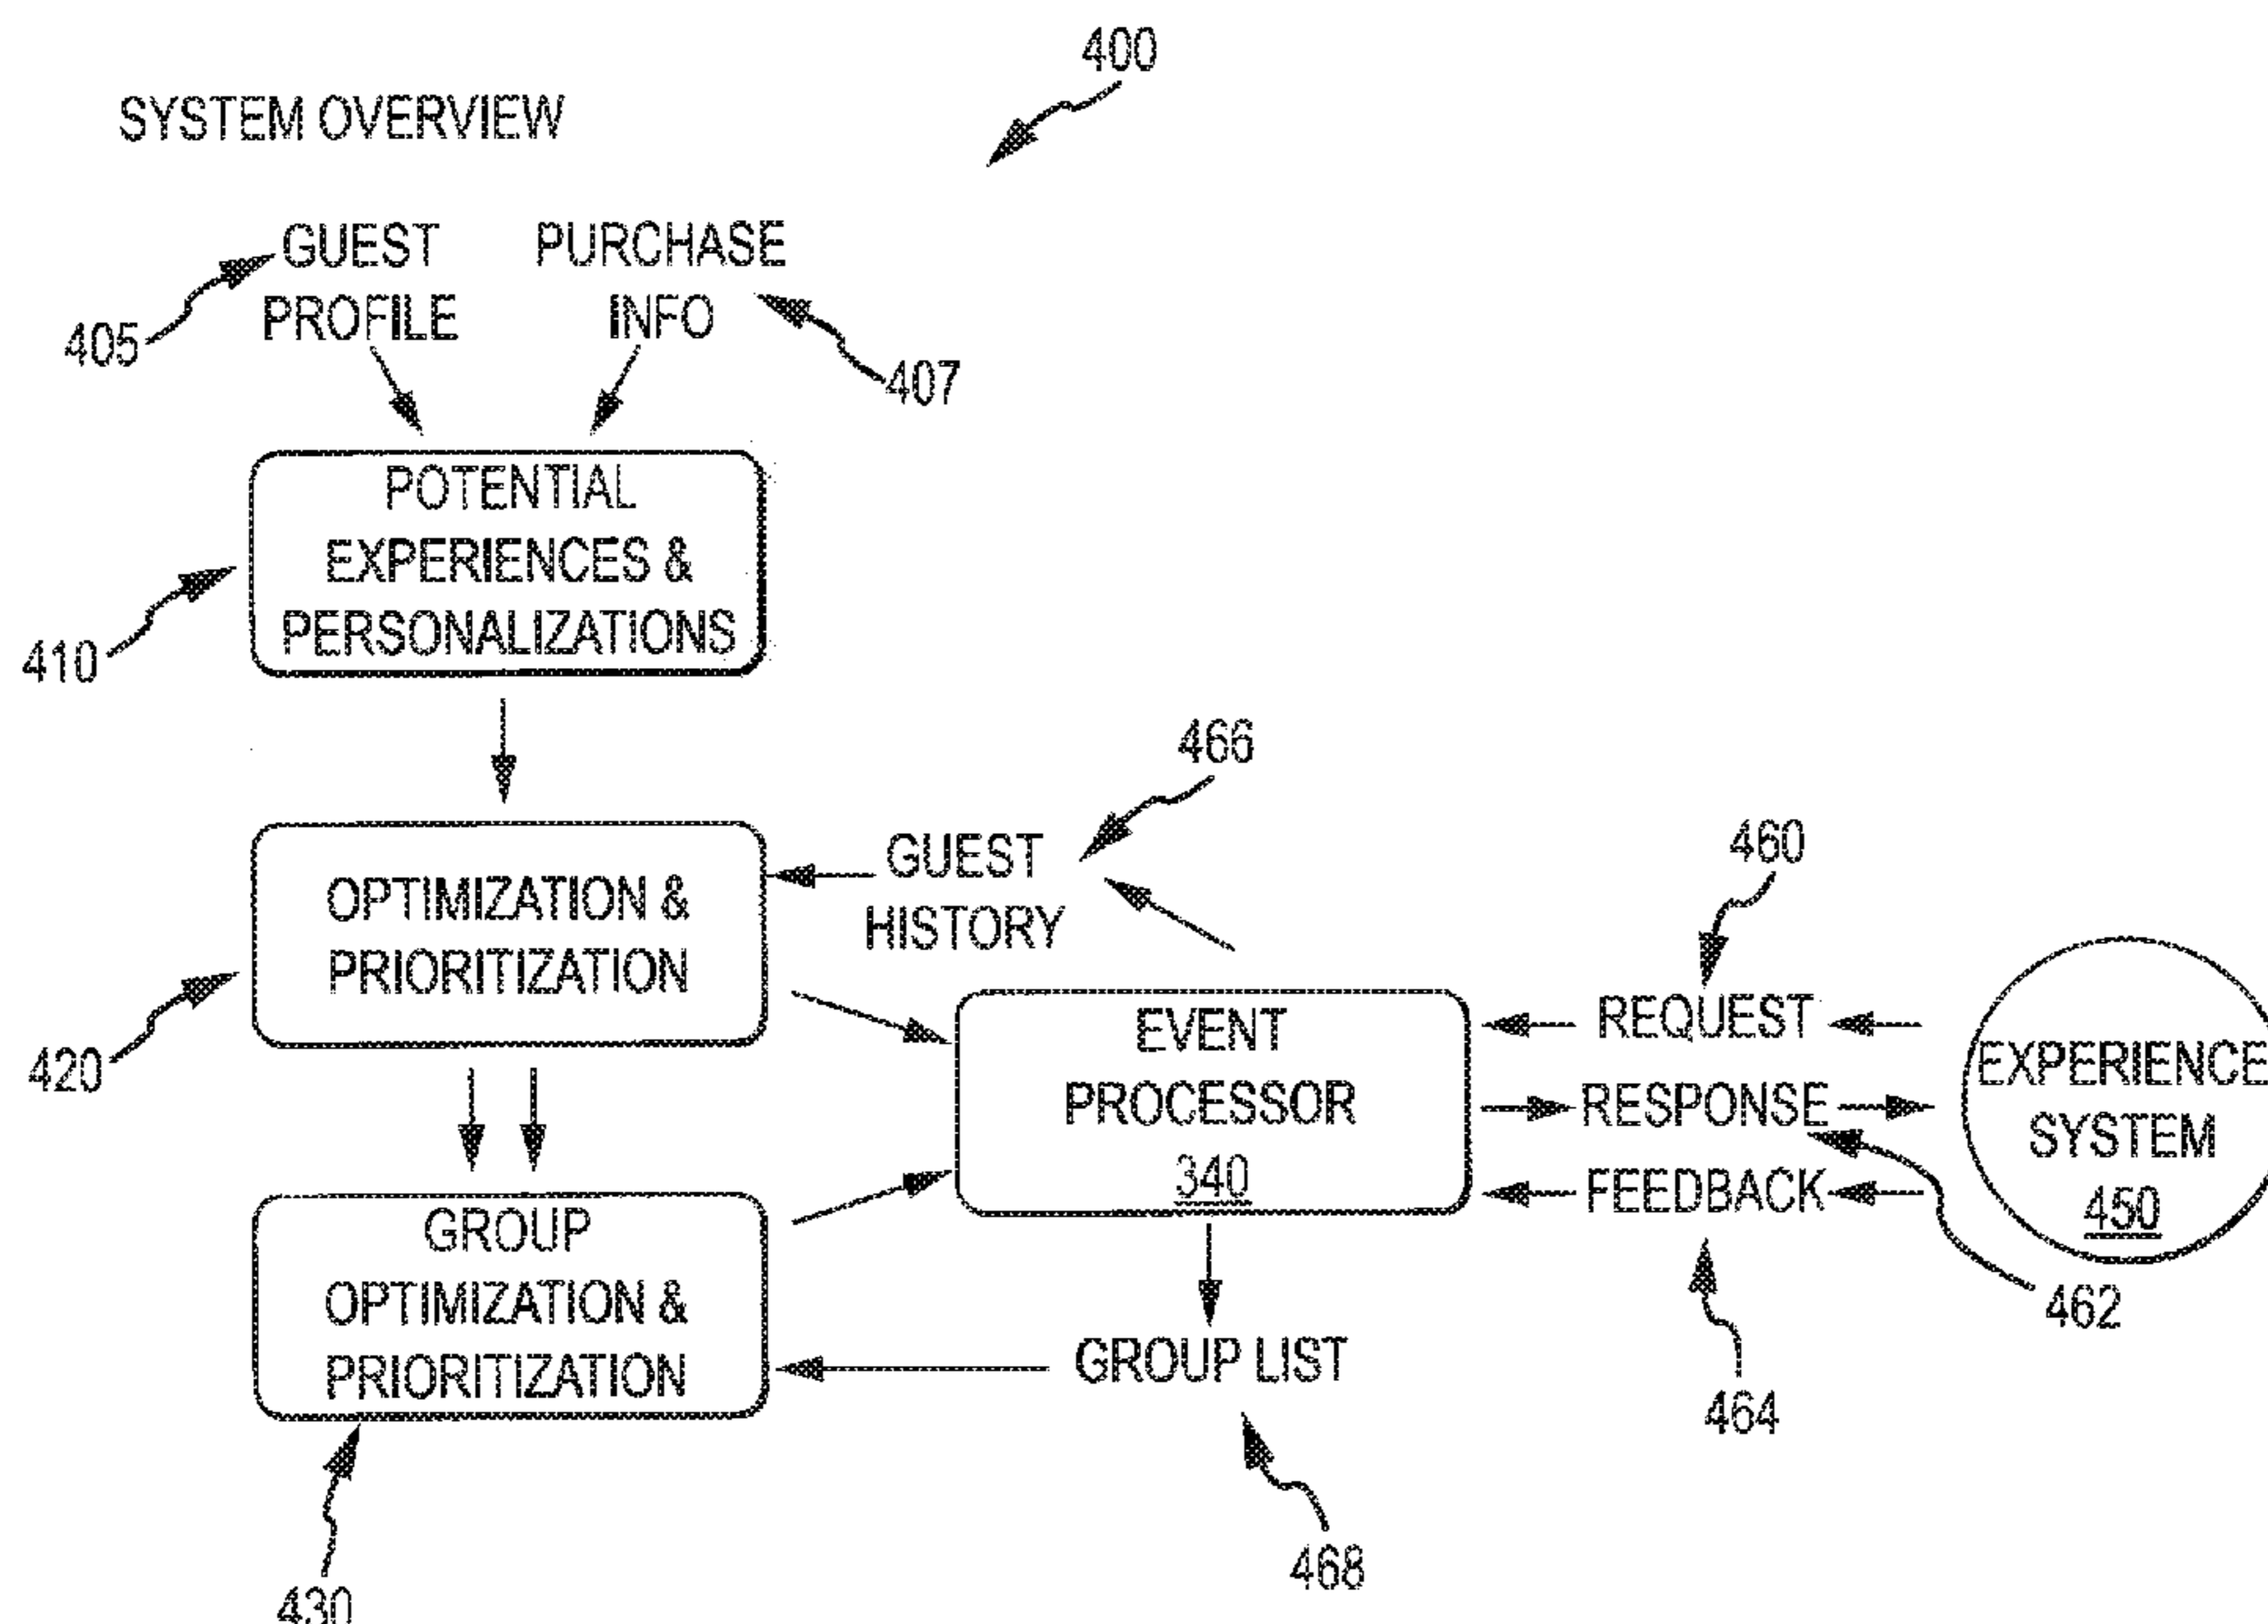 400
SYSTEM OVERVIEW
GUEST
PROFILE
PURCHASE
INFO
405
407
POTENTIAL
EXPERIENCES &
PERSONALIZATIONS
410
466
GUEST
HISTORY
460
OPTIMIZATION &
PRIORITIZATION
420
EVENT
PROCESSOR
340
REQUEST
RESPONSE
FEEDBACK
EXPERIENCE
SYSTEM
450
462
464
GROUP
OPTIMIZATION &
PRIORITIZATION
GROUP LIST
468
430